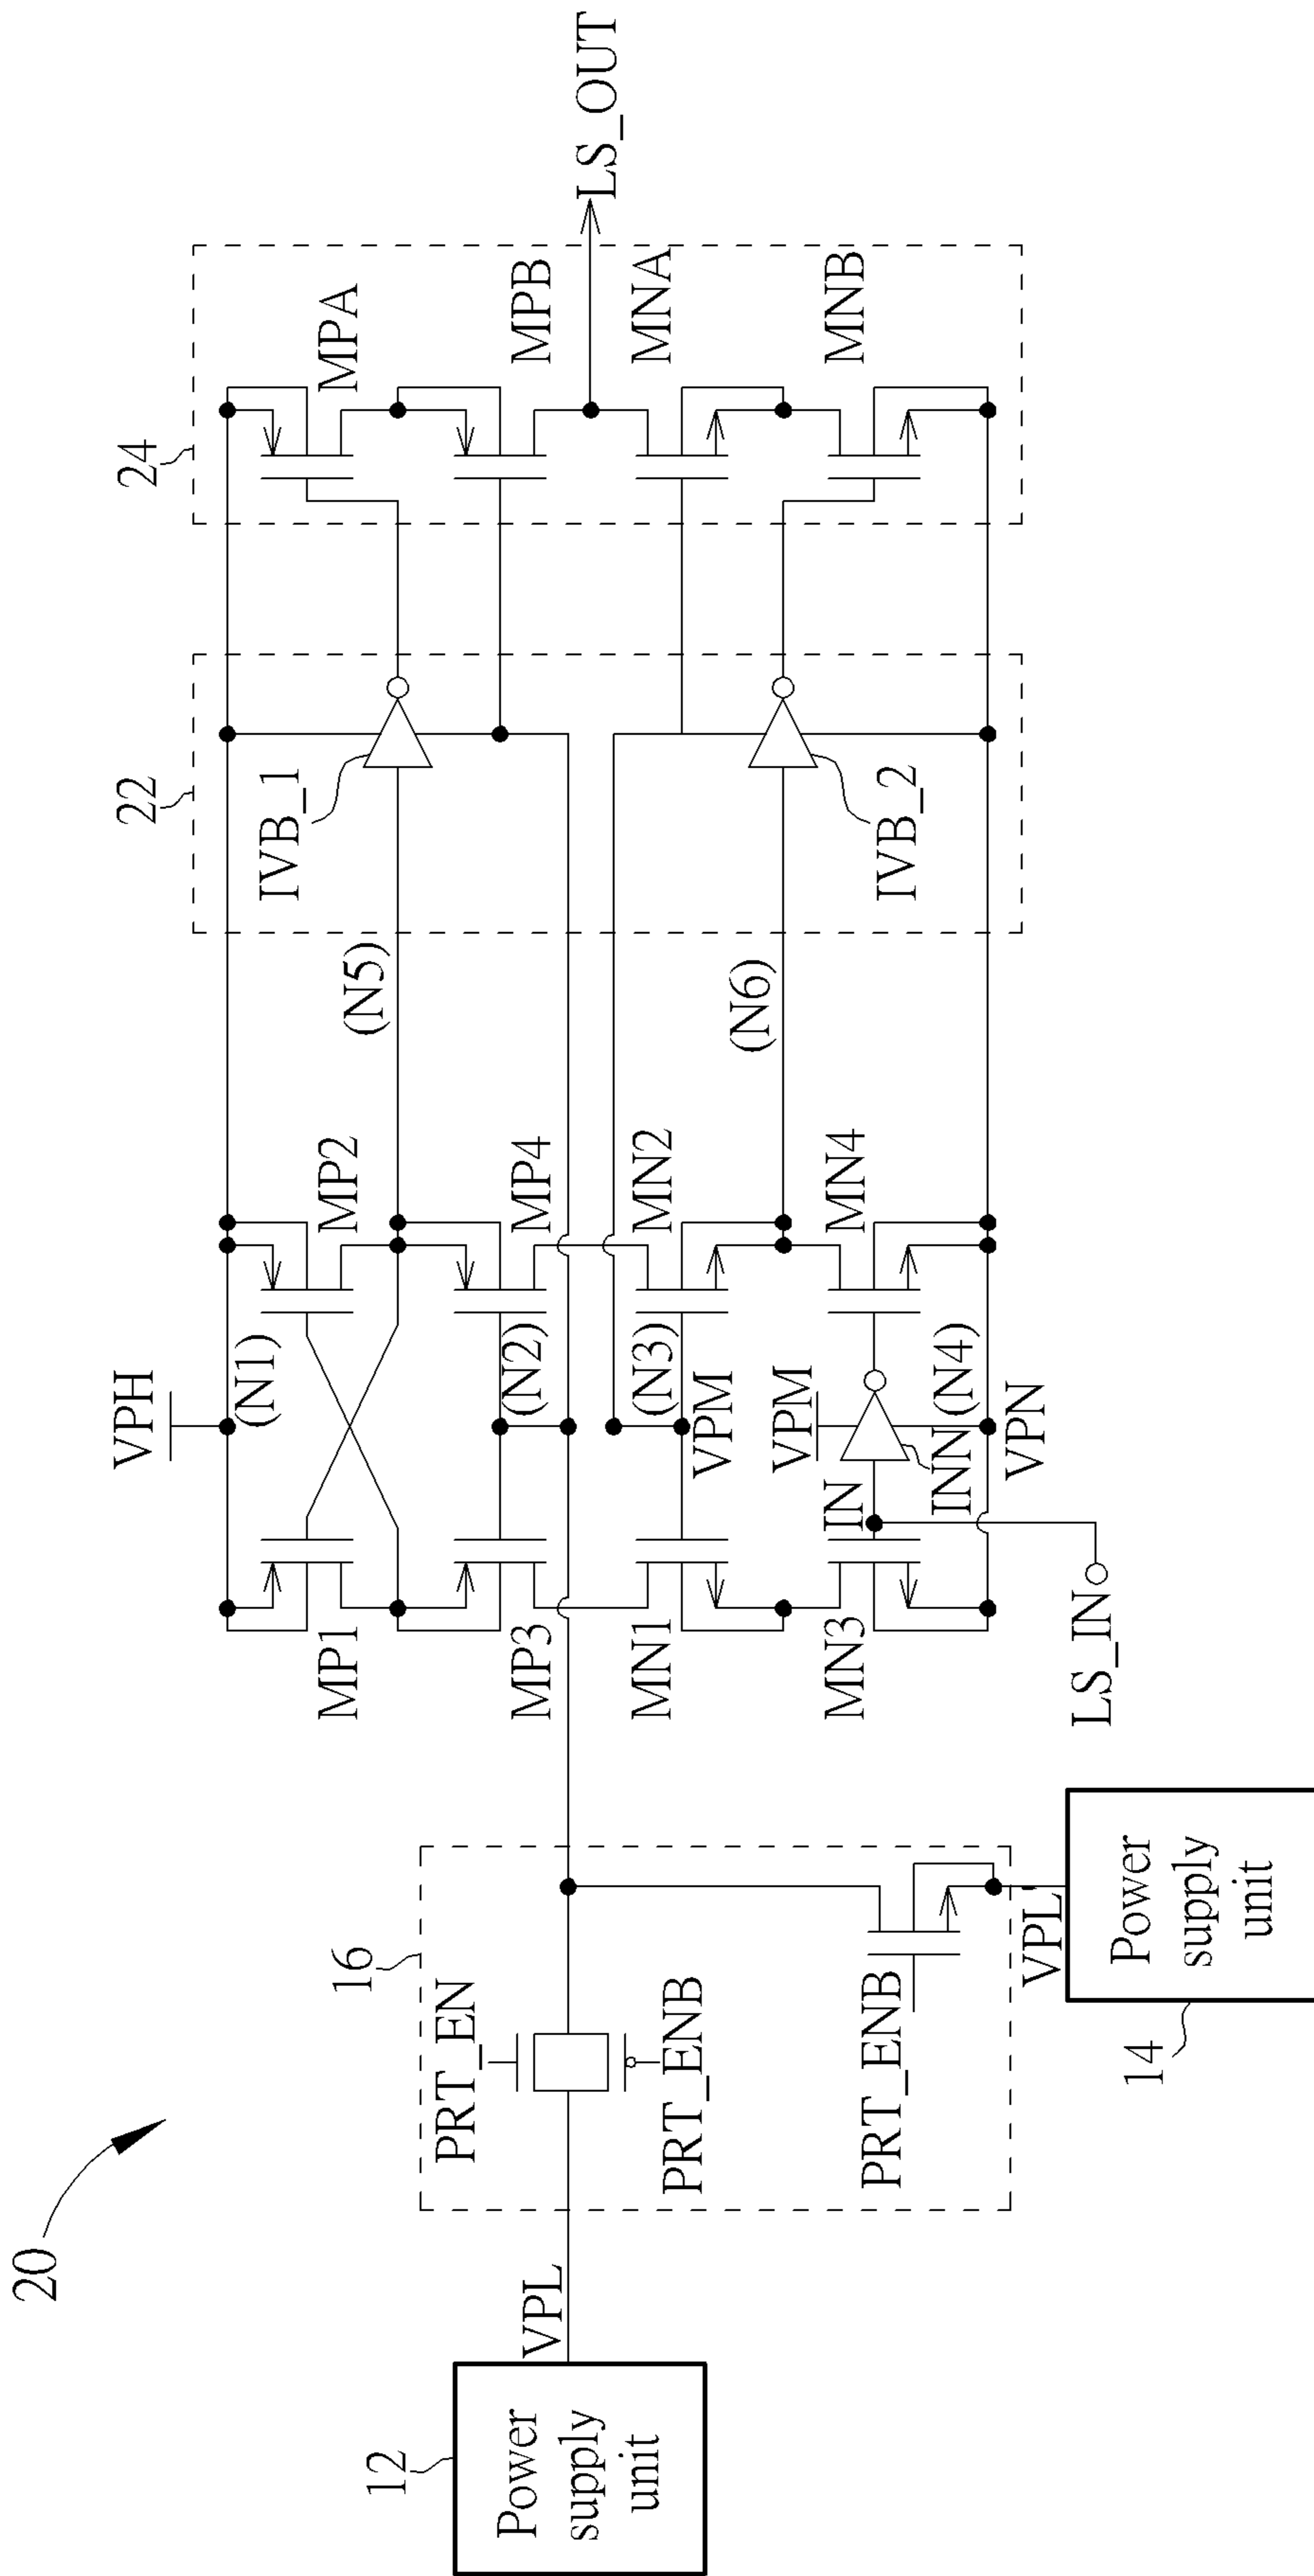 20
12
Power
supply
unit
VPL
16
PRT_EN
PRT_ENB
PRT_ENB
VPL'
14
Power
supply
unit
VPH
(N1)
MP1
MP2
MP3
MP4
(N2)
(N3)
VPM
MN1
MN2
VPM
IN
INN
MN3
MN4
(N4)
VPN
LS_IN
(N5)
(N6)
22
IVB_1
IVB_2
24
MPA
MPB
MNA
MNB
LS_OUT